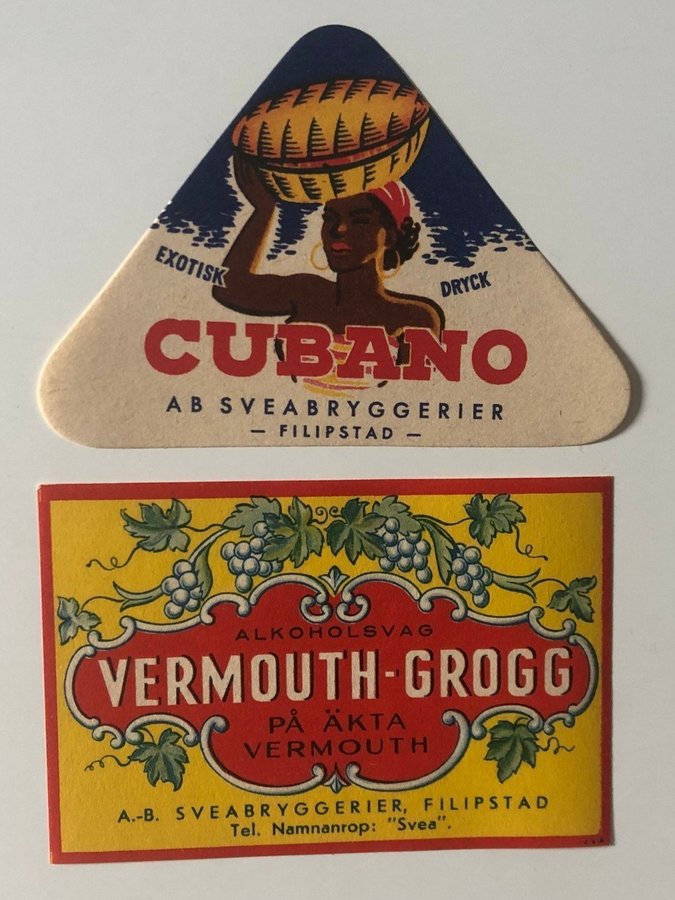 EXOTISK DRYCK
CUBANO
AB SVEABRYGGERIER
— FILIPSTAD —
ALKOHOLSVAG
VERMOUTH-GROGG
PÅ ÄKTA
VERMOUTH
A.-B. SVEABRYGGERIER, FILIPSTAD
Tel. Namnanrop: "Svea".